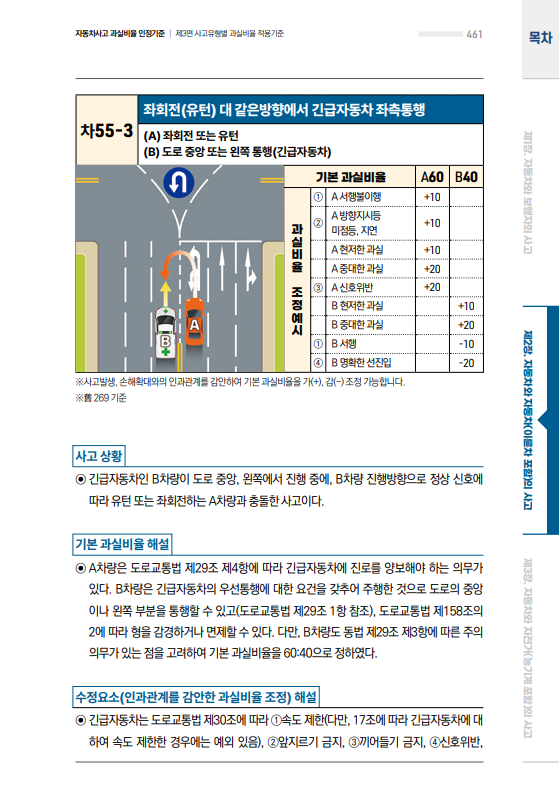 자동차사고 과실비율 인정기준 | 제3편 사고유형별 과실비율 적용기준
461
목차
차55-3
좌회전(유턴) 대 같은방향에서 긴급자동차 좌측통행
(A) 좌회전 또는 유턴
(B) 도로 중앙 또는 왼쪽 통행(긴급자동차)
기본 과실비율 A60 B40
과실비율 조정예시
① A 서행불이행 +10
② A 방향지시등
미점등, 지연 +10
A 현저한 과실 +10
A 중대한 과실 +20
③ A 신호위반 +20
B 현저한 과실 +10
B 중대한 과실 +20
① B 서행 -10
④ B 명확한 선진입 -20
A
B
※사고발생, 손해확대와의 인과관계를 감안하여 기본 과실비율을 가(+), 감(-) 조정 가능합니다.
※舊 269 기준
사고 상황
◉ 긴급자동차인 B차량이 도로 중앙, 왼쪽에서 진행 중에, B차량 진행방향으로 정상 신호에
따라 유턴 또는 좌회전하는 A차량과 충돌한 사고이다.
기본 과실비율 해설
◉ A차량은 도로교통법 제29조 제4항에 따라 긴급자동차에 진로를 양보해야 하는 의무가
있다. B차량은 긴급자동차의 우선통행에 대한 요건을 갖추어 주행한 것으로 도로의 중앙
이나 왼쪽 부분을 통행할 수 있고(도로교통법 제29조 1항 참조), 도로교통법 제158조의
2에 따라 형을 감경하거나 면제할 수 있다. 다만, B차량도 동법 제29조 제3항에 따른 주의
의무가 있는 점을 고려하여 기본 과실비율을 60:40으로 정하였다.
수정요소(인과관계를 감안한 과실비율 조정) 해설
◉ 긴급자동차는 도로교통법 제30조에 따라 ①속도 제한(다만, 17조에 따라 긴급자동차에 대
하여 속도 제한한 경우에는 예외 있음), ②앞지르기 금지, ③끼어들기 금지, ④신호위반,
제1장. 자동차와 보행자의 사고
제2장. 자동차와 자동차(이륜차 포함)의 사고
제3장. 자동차와 자전거(농기계 포함)의 사고